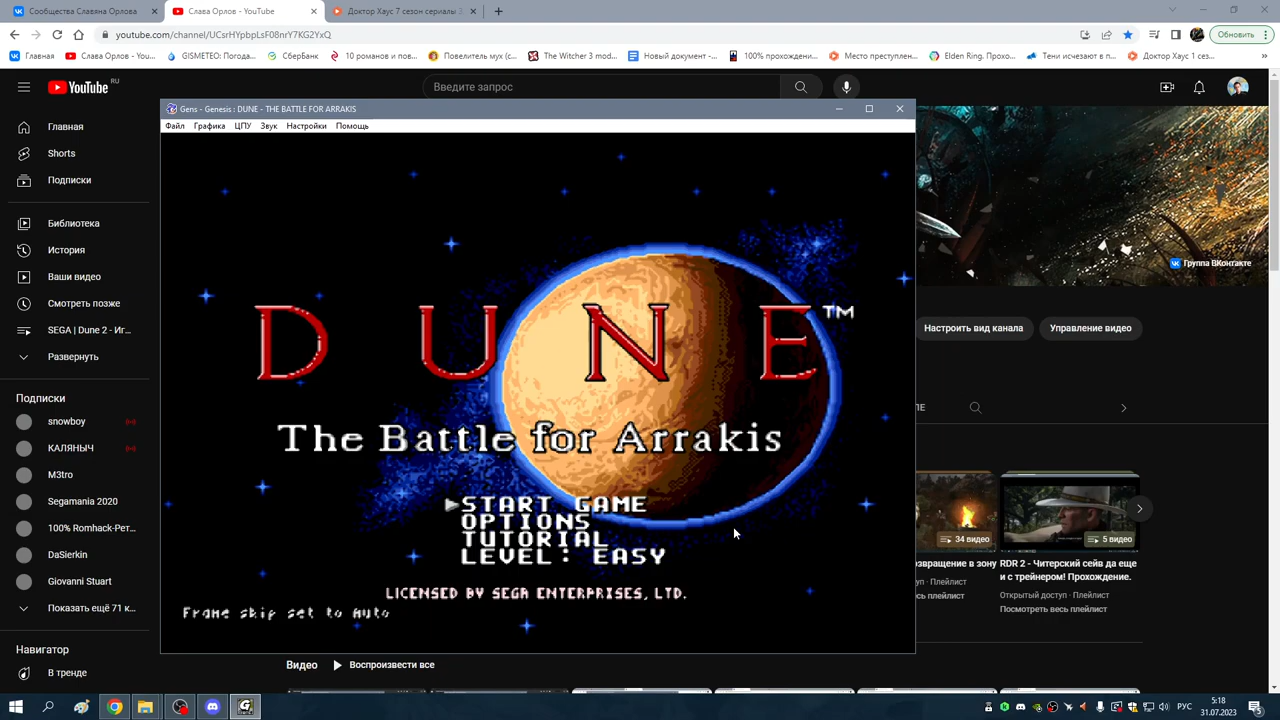 Сообщества Славяна Орлова
Слава Орлов - YouTube
Доктор Хаус 7 сезон сериалы З
youtube.com/channel/UCsrHYpbpLsF08nrY7KG2YxQ
Обновить
Главная
Слава Орлов - You...
GISMETEO: Погода...
СберБанк
10 романов и пов...
Повелитель мух (с...
The Witcher 3 mod...
Новый документ -...
100% прохождени...
Место преступлен...
Elden Ring. Прохо...
Тени исчезают в п...
Доктор Хаус 1 сез...
»
YouTube RU
Введите запрос
Gens - Genesis : DUNE - THE BATTLE FOR ARRAKIS
Файл Графика ЦПУ Звук Настройки Помощь
Главная
Shorts
Подписки
Библиотека
История
Ваши видео
Смотреть позже
SEGA | Dune 2 - Иг...
Развернуть
Подписки
snowboy
КАЛЯНЫЧ
M3tro
Segamania 2020
100% Romhack-Рет...
DaSierkin
Giovanni Stuart
Показать ещё 71 к...
Навигатор
В тренде
DUNE™
The Battle for Arrakis
START GAME
OPTIONS
TUTORIAL
LEVEL: EASY
LICENSED BY SEGA ENTERPRISES, LTD.
Frame skip set to Auto
Группа ВКонтакте
Настроить вид канала
Управление видео
ЛЕ
34 видео
5 видео
озвращение в зону
RDR 2 - Читерский сейв да еще
и с трейнером! Прохождение.
уп · Плейлист
Открытый доступ · Плейлист
сь плейлист
Посмотреть весь плейлист
Видео
Воспроизвести все
РУС
5:18
31.07.2023